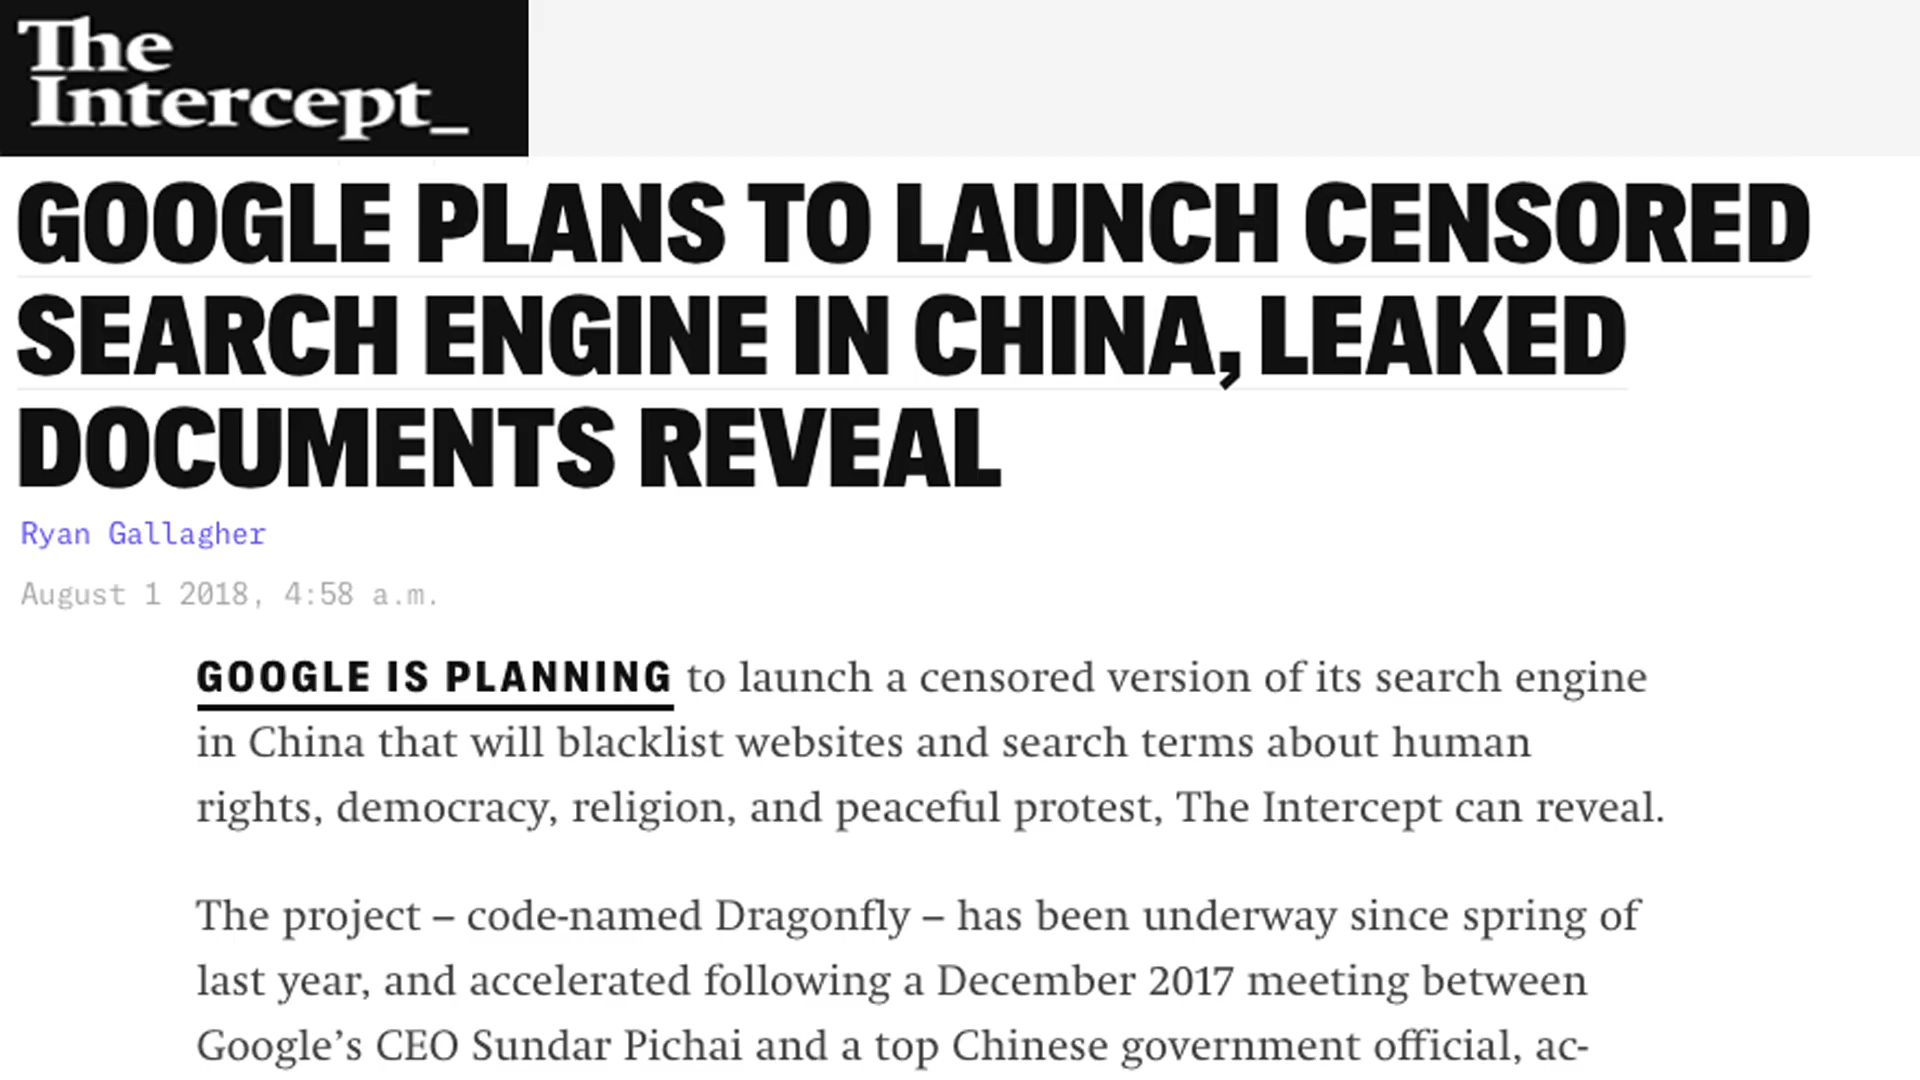 The
Intercept_
GOOGLE PLANS TO LAUNCH CENSORED
SEARCH ENGINE IN CHINA, LEAKED
DOCUMENTS REVEAL
Ryan Gallagher
August 1 2018, 4:58 a.m.
GOOGLE IS PLANNING to launch a censored version of its search engine
in China that will blacklist websites and search terms about human
rights, democracy, religion, and peaceful protest, The Intercept can reveal.
The project – code-named Dragonfly – has been underway since spring of
last year, and accelerated following a December 2017 meeting between
Google’s CEO Sundar Pichai and a top Chinese government official, ac-